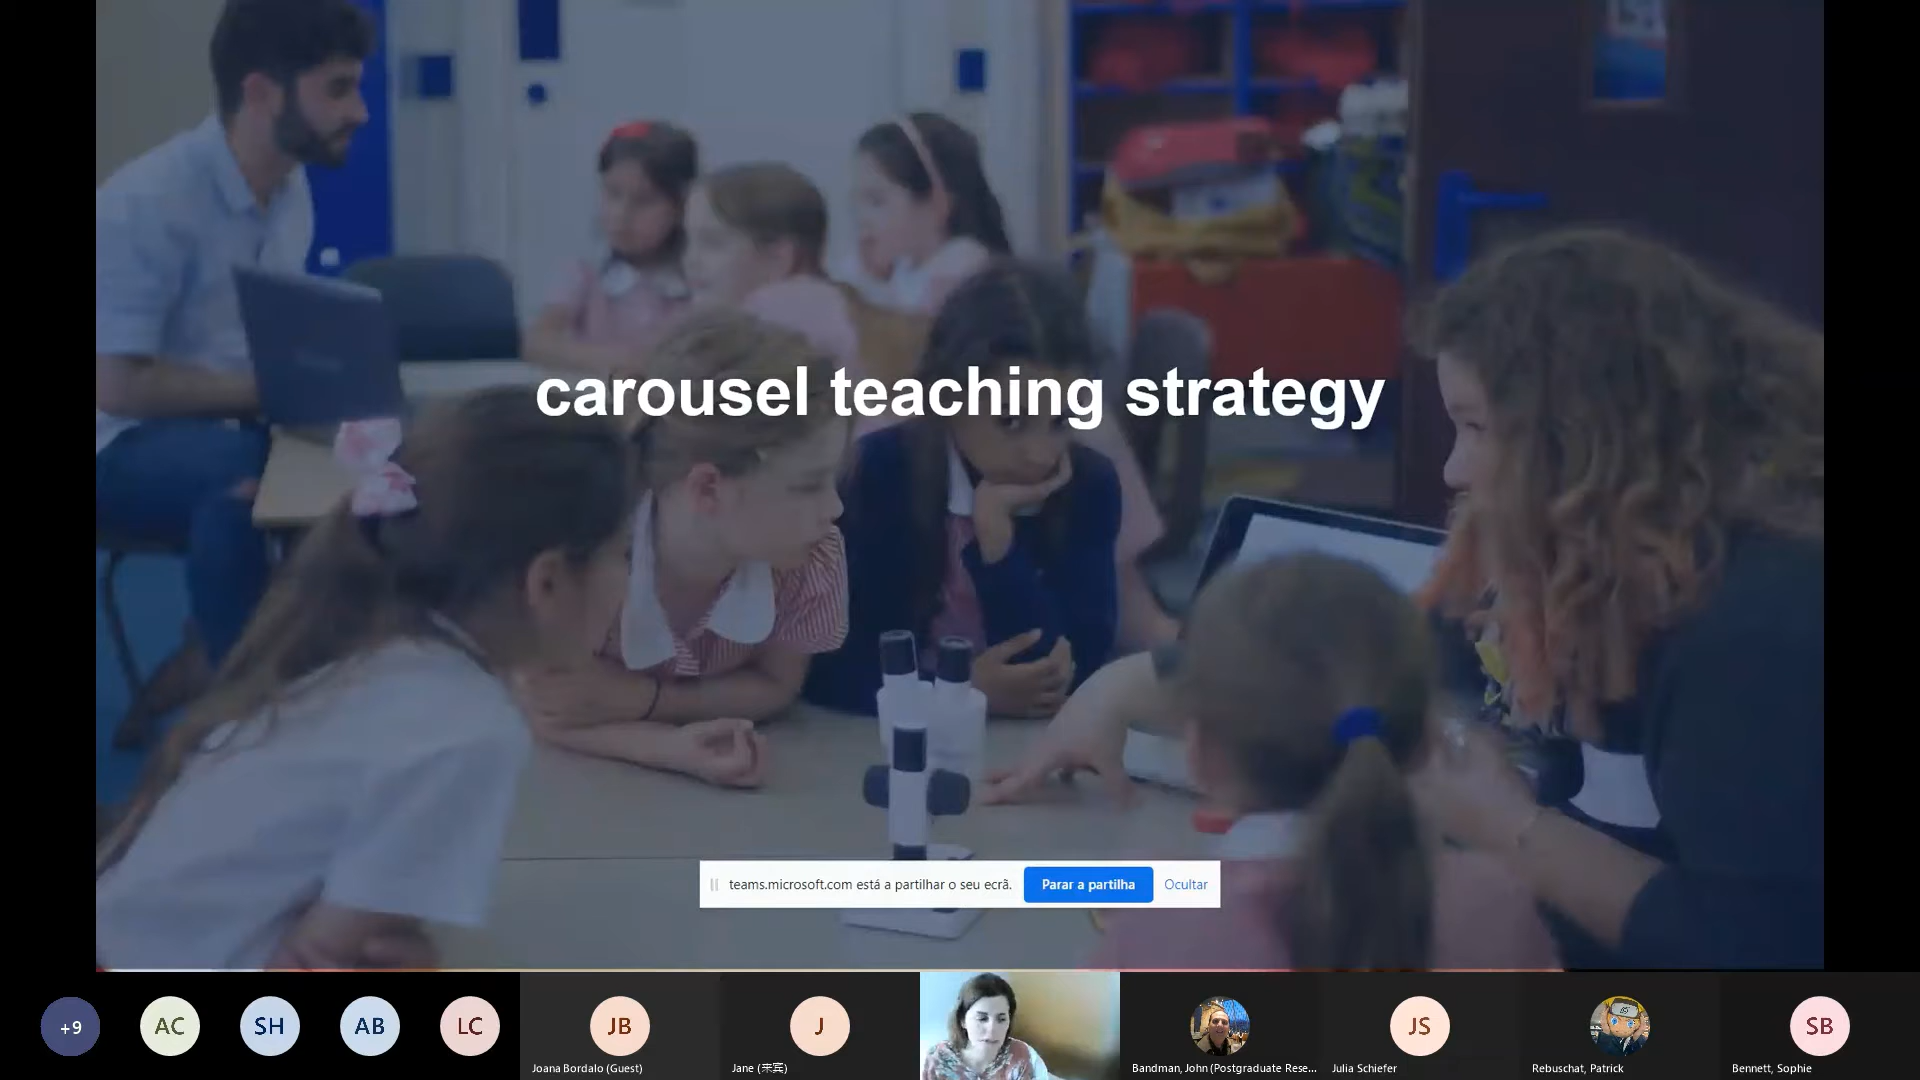 carousel teaching strategy
teams.microsoft.com está a partilhar o seu ecrã.
Parar a partilha
Ocultar
+9
AC
SH
AB
LC
JB
J
JS
SB
Joana Bordalo (Guest)
Jane (来宾)
Bandman, John (Postgraduate Rese...
Julia Schiefer
Rebuschat, Patrick
Bennett, Sophie